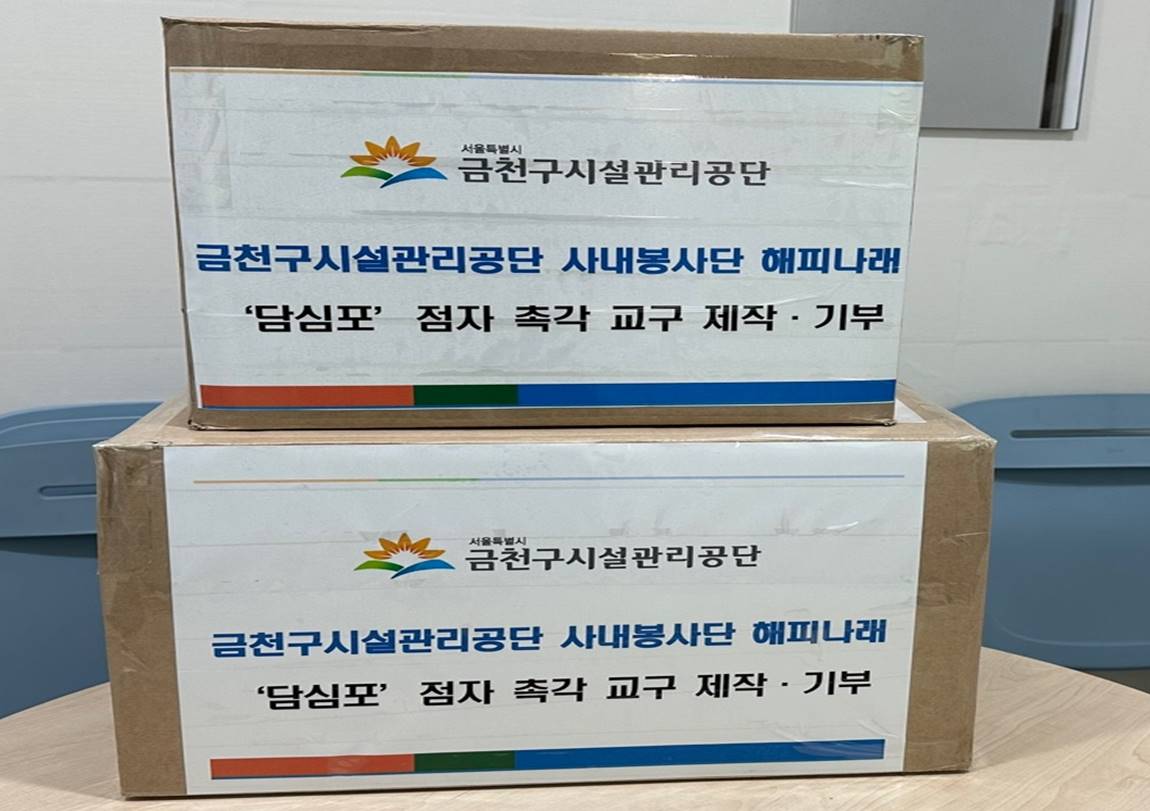 서울특별시
금천구시설관리공단
금천구시설관리공단 사내봉사단 해피나래
‘담심포’ 점자 촉각 교구 제작 · 기부
서울특별시
금천구시설관리공단
금천구시설관리공단 사내봉사단 해피나래
‘담심포’ 점자 촉각 교구 제작 · 기부